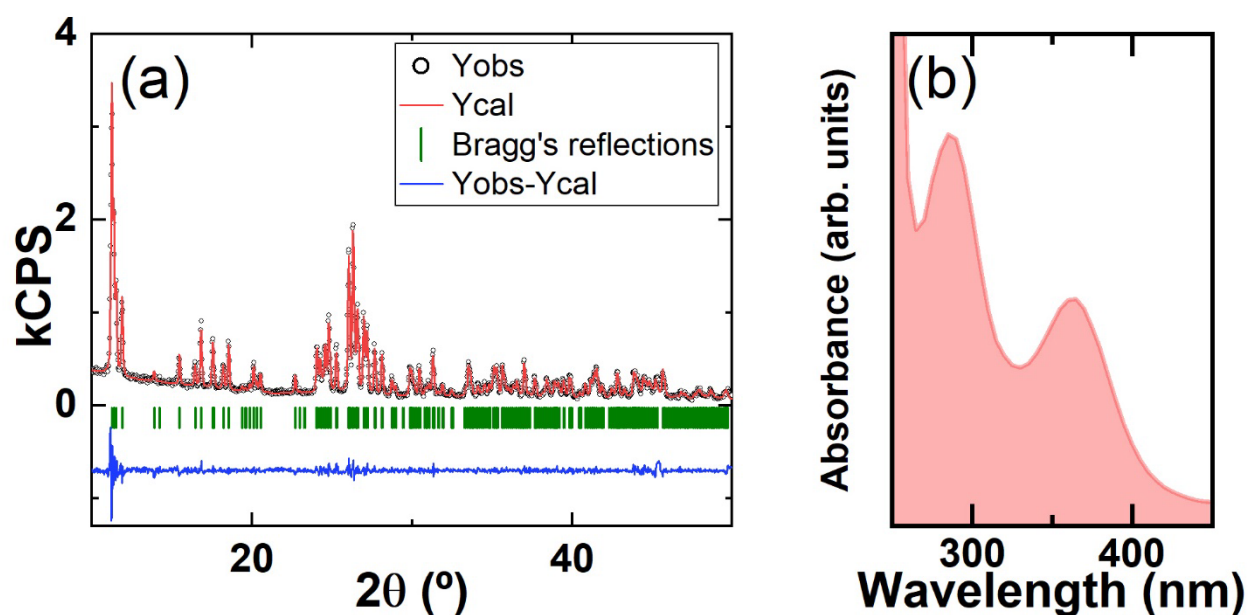 (a)
Yobs
Ycal
Bragg's reflections
Yobs-Ycal
4
2
0
kCPS
20
40
2θ (º)
(b)
Absorbance (arb. units)
300
400
Wavelength (nm)